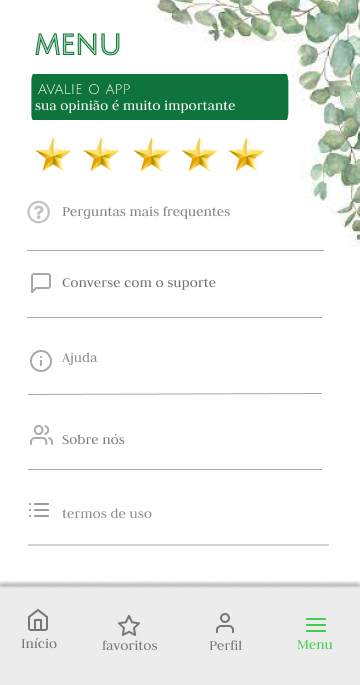 MENU
AVALIE O APP
sua opinião é muito importante
Perguntas mais frequentes
Converse com o suporte
Ajuda
Sobre nós
termos de uso
Início
favoritos
Perfil
Menu